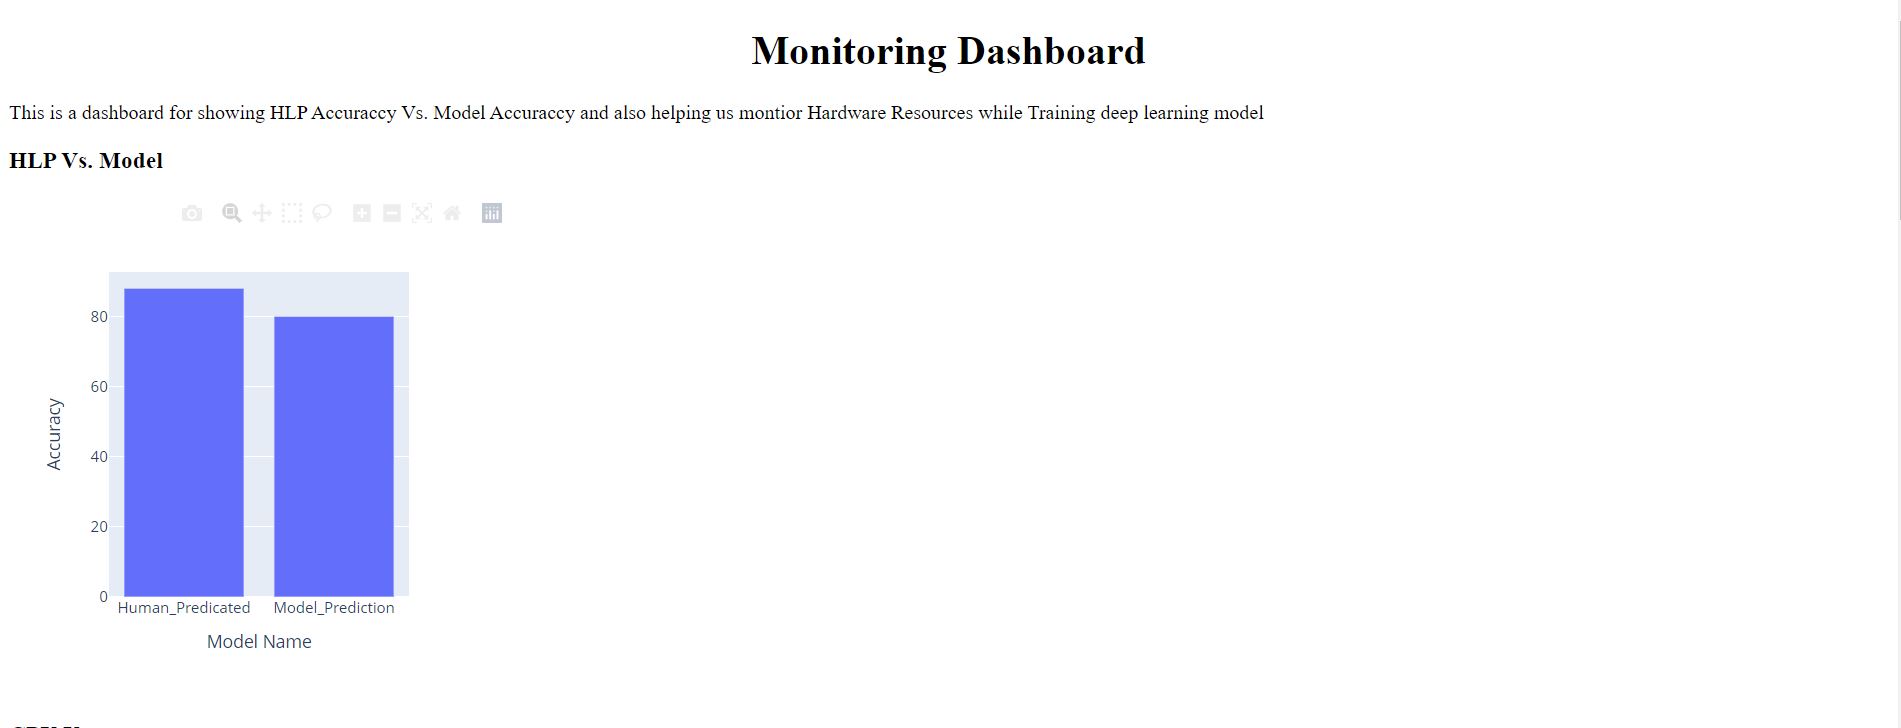 Monitoring Dashboard
This is a dashboard for showing HLP Accuraccy Vs. Model Accuraccy and also helping us montior Hardware Resources while Training deep learning model
HLP Vs. Model
80
60
40
20
0
Accuracy
Human_Predicated Model_Prediction
Model Name